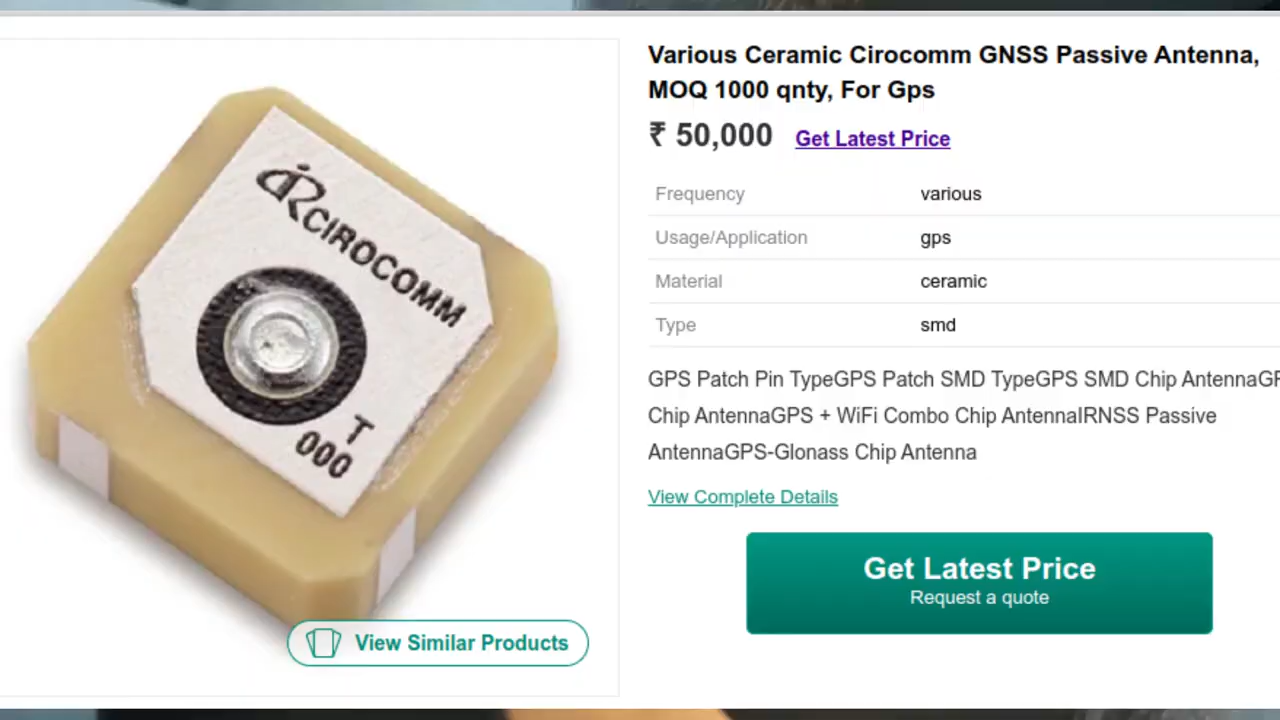 CIROCOMM
T
000
View Similar Products
Various Ceramic Cirocomm GNSS Passive Antenna,
MOQ 1000 qnty, For Gps
₹ 50,000 Get Latest Price
Frequency various
Usage/Application gps
Material ceramic
Type smd
GPS Patch Pin TypeGPS Patch SMD TypeGPS SMD Chip AntennaGP
Chip AntennaGPS + WiFi Combo Chip AntennaIRNSS Passive
AntennaGPS-Glonass Chip Antenna
View Complete Details
Get Latest Price
Request a quote